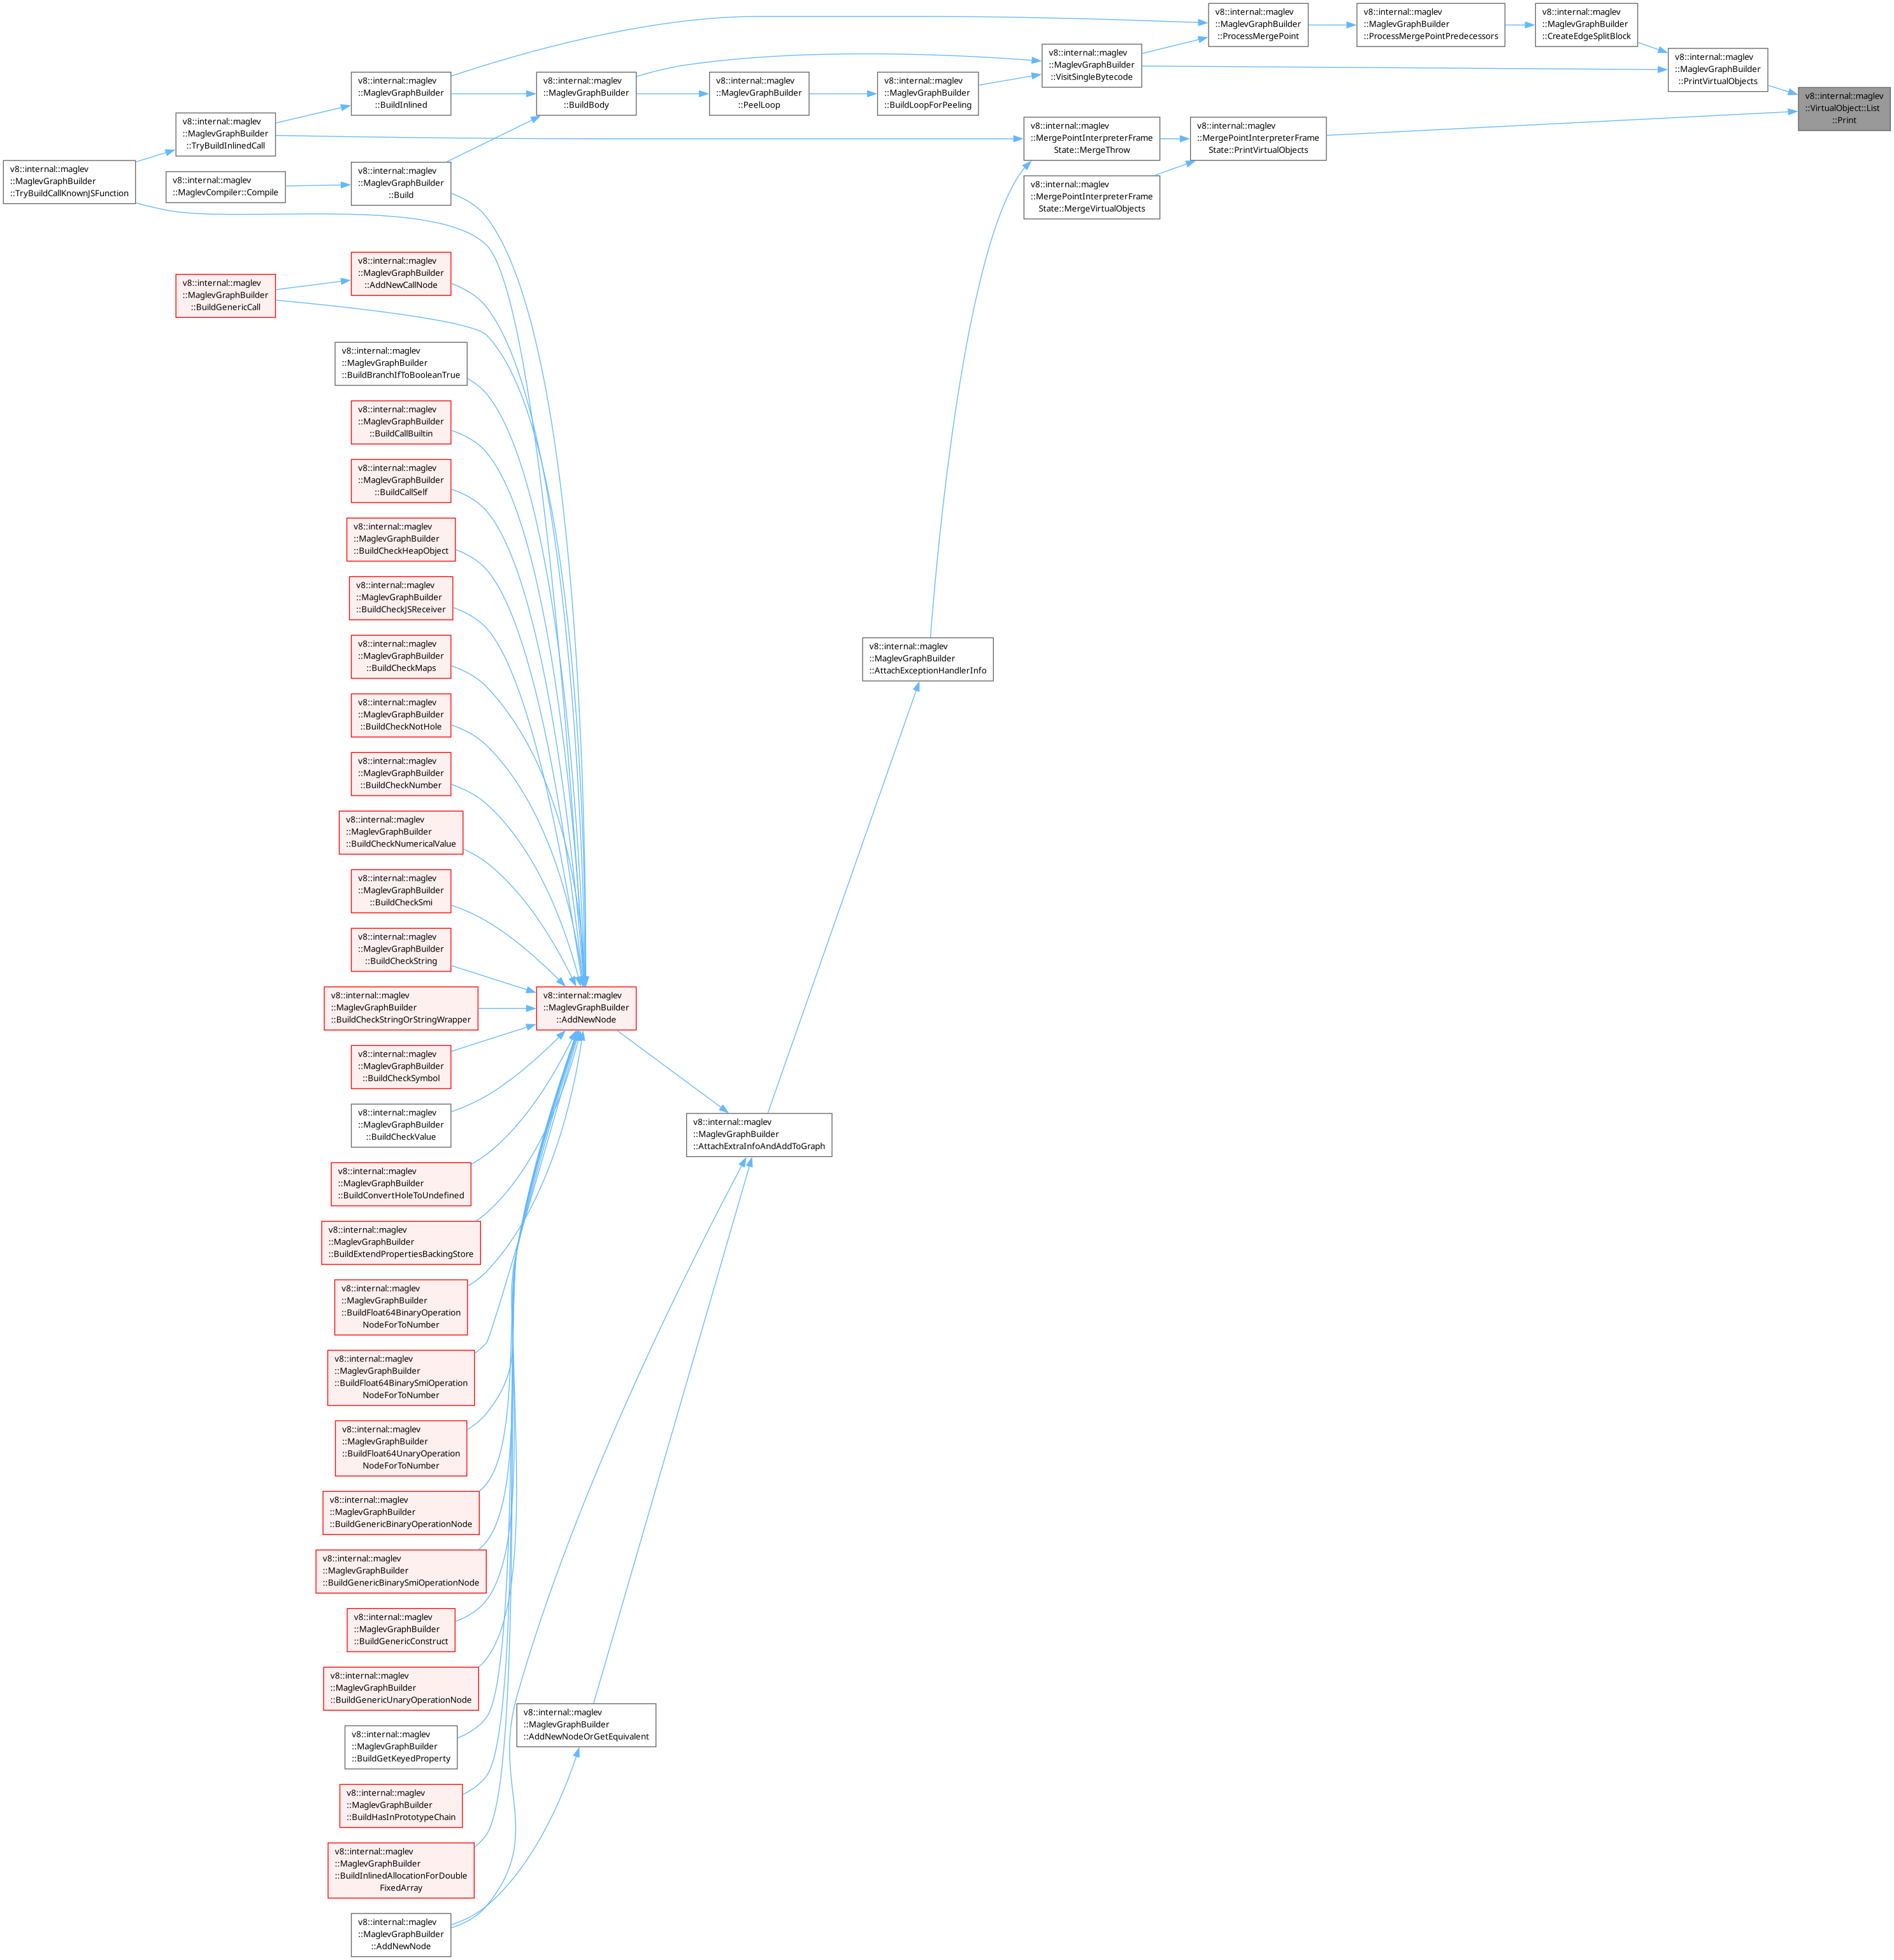 v8::internal::maglev
::MaglevGraphBuilder
::ProcessMergePoint
v8::internal::maglev
::MaglevGraphBuilder
::ProcessMergePointPredecessors
v8::internal::maglev
::MaglevGraphBuilder
::CreateEdgeSplitBlock
v8::internal::maglev
::MaglevGraphBuilder
::VisitSingleBytecode
v8::internal::maglev
::MaglevGraphBuilder
::PrintVirtualObjects
v8::internal::maglev
::MaglevGraphBuilder
::BuildInlined
v8::internal::maglev
::MaglevGraphBuilder
::BuildBody
v8::internal::maglev
::MaglevGraphBuilder
::PeelLoop
v8::internal::maglev
::MaglevGraphBuilder
::BuildLoopForPeeling
v8::internal::maglev
::VirtualObject::List
::Print
v8::internal::maglev
::MaglevGraphBuilder
::TryBuildInlinedCall
v8::internal::maglev
::MergePointInterpreterFrame
State::MergeThrow
v8::internal::maglev
::MergePointInterpreterFrame
State::PrintVirtualObjects
v8::internal::maglev
::MaglevGraphBuilder
::TryBuildCallKnownJSFunction
v8::internal::maglev
::MaglevCompiler::Compile
v8::internal::maglev
::MaglevGraphBuilder
::Build
v8::internal::maglev
::MergePointInterpreterFrame
State::MergeVirtualObjects
v8::internal::maglev
::MaglevGraphBuilder
::AddNewCallNode
v8::internal::maglev
::MaglevGraphBuilder
::BuildGenericCall
v8::internal::maglev
::MaglevGraphBuilder
::BuildBranchIfToBooleanTrue
v8::internal::maglev
::MaglevGraphBuilder
::BuildCallBuiltin
v8::internal::maglev
::MaglevGraphBuilder
::BuildCallSelf
v8::internal::maglev
::MaglevGraphBuilder
::BuildCheckHeapObject
v8::internal::maglev
::MaglevGraphBuilder
::BuildCheckJSReceiver
v8::internal::maglev
::MaglevGraphBuilder
::BuildCheckMaps
v8::internal::maglev
::MaglevGraphBuilder
::AttachExceptionHandlerInfo
v8::internal::maglev
::MaglevGraphBuilder
::BuildCheckNotHole
v8::internal::maglev
::MaglevGraphBuilder
::BuildCheckNumber
v8::internal::maglev
::MaglevGraphBuilder
::BuildCheckNumericalValue
v8::internal::maglev
::MaglevGraphBuilder
::BuildCheckSmi
v8::internal::maglev
::MaglevGraphBuilder
::BuildCheckString
v8::internal::maglev
::MaglevGraphBuilder
::BuildCheckStringOrStringWrapper
v8::internal::maglev
::MaglevGraphBuilder
::AddNewNode
v8::internal::maglev
::MaglevGraphBuilder
::BuildCheckSymbol
v8::internal::maglev
::MaglevGraphBuilder
::BuildCheckValue
v8::internal::maglev
::MaglevGraphBuilder
::AttachExtraInfoAndAddToGraph
v8::internal::maglev
::MaglevGraphBuilder
::BuildConvertHoleToUndefined
v8::internal::maglev
::MaglevGraphBuilder
::BuildExtendPropertiesBackingStore
v8::internal::maglev
::MaglevGraphBuilder
::BuildFloat64BinaryOperation
NodeForToNumber
v8::internal::maglev
::MaglevGraphBuilder
::BuildFloat64BinarySmiOperation
NodeForToNumber
v8::internal::maglev
::MaglevGraphBuilder
::BuildFloat64UnaryOperation
NodeForToNumber
v8::internal::maglev
::MaglevGraphBuilder
::BuildGenericBinaryOperationNode
v8::internal::maglev
::MaglevGraphBuilder
::BuildGenericBinarySmiOperationNode
v8::internal::maglev
::MaglevGraphBuilder
::BuildGenericConstruct
v8::internal::maglev
::MaglevGraphBuilder
::BuildGenericUnaryOperationNode
v8::internal::maglev
::MaglevGraphBuilder
::AddNewNodeOrGetEquivalent
v8::internal::maglev
::MaglevGraphBuilder
::BuildGetKeyedProperty
v8::internal::maglev
::MaglevGraphBuilder
::BuildHasInPrototypeChain
v8::internal::maglev
::MaglevGraphBuilder
::BuildInlinedAllocationForDouble
FixedArray
v8::internal::maglev
::MaglevGraphBuilder
::AddNewNode